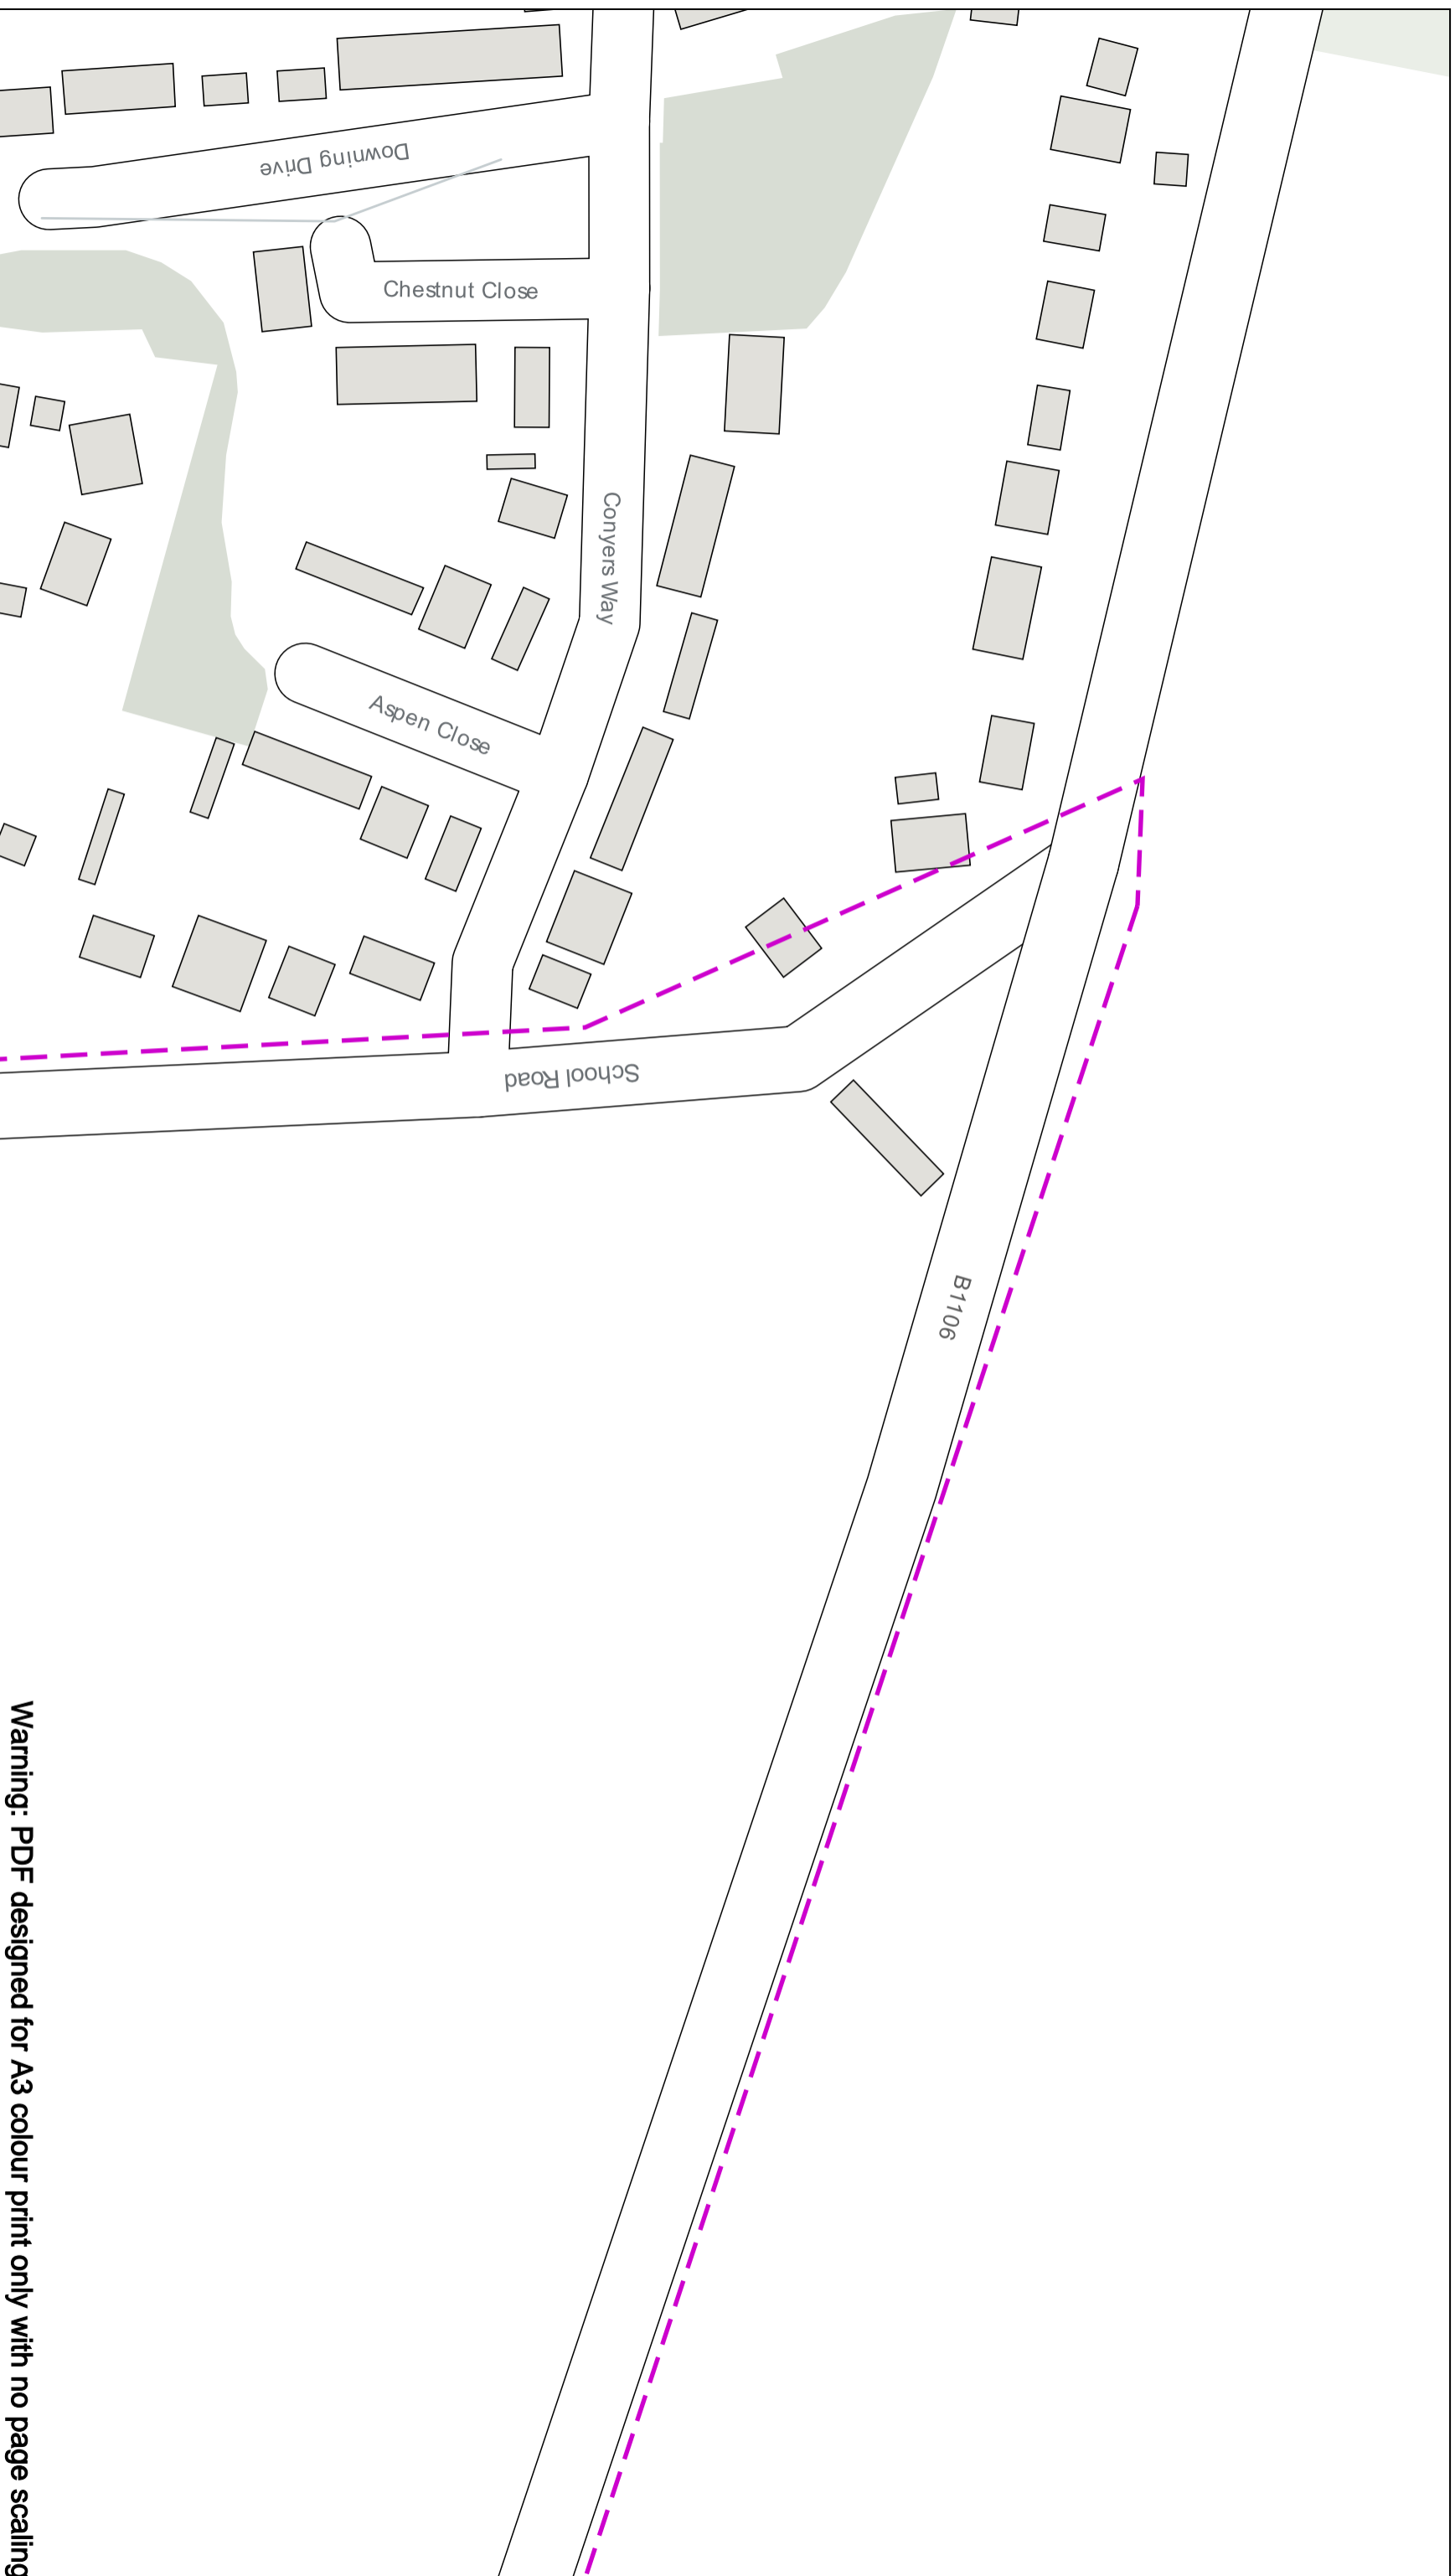 Downing Drive
Chestnut Close
Conyers Way
Aspen Close
School Road
B1106
Warning: PDF designed for A3 colour print only with no page scaling